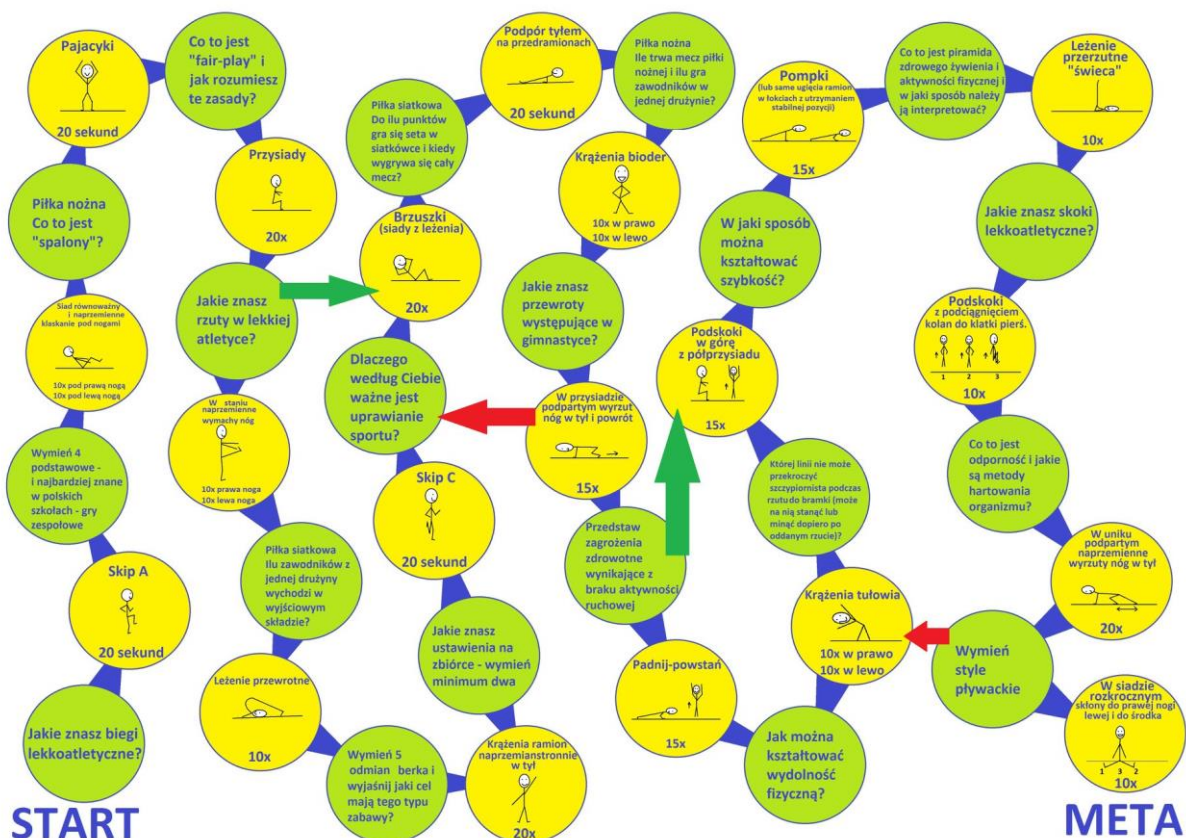 Jakie znasz biegi
lekkoatletyczne?
START
Skip A
20 sekund
Wymień 4
podstawowe -
i najbardziej znane
w polskich
szkołach - gry
zespołowe
Siad równoważny
i naprzemienne
klaskanie pod nogami
10x pod prawą nogą
10x pod lewą nogą
Piłka nożna
Co to jest
"spalony"?
Pajacyki
20 sekund
Co to jest
"fair-play" i
jak rozumiesz
te zasady?
Przysiady
20x
Jakie znasz
rzuty w lekkiej
atletyce?
W staniu
naprzemienne
wymachy nóg
10x prawa noga
10x lewa noga
Piłka siatkowa
Ilu zawodników z
jednej drużyny
wychodzi w
wyjściowym
składzie?
Leżenie przewrotne
10x
Wymień 5
odmian berka i
wyjaśnij jaki cel
mają tego typu
zabawy?
Krążenia ramion
naprzemianstronnie
w tył
20x
Jakie znasz
ustawienia na
zbiórce - wymień
minimum dwa
Skip C
20 sekund
Dlaczego
według Ciebie
ważne jest
uprawianie
sportu?
Brzuszki
(siady z leżenia)
20x
Piłka siatkowa
Do ilu punktów
gra się seta w
siatkówce i kiedy
wygrywa się cały
mecz?
Podpór tyłem
na przedramionach
20 sekund
Piłka nożna
Ile trwa mecz piłki
nożnej i ilu gra
zawodników w
jednej drużynie?
Krążenia bioder
10x w prawo
10x w lewo
Jakie znasz
przewroty
występujące w
gimnastyce?
W przysiadzie
podpartym wyrzut
nóg w tył i powrót
15x
Przedstaw
zagrożenia
zdrowotne
wynikające z
braku aktywności
ruchowej
Padnij-powstań
15x
Jak można
kształtować
wydolność
fizyczną?
Krążenia tułowia
10x w prawo
10x w lewo
Której linii nie może
przekroczyć
szczypiornista podczas
rzutu do bramki (może
na nią stanąć lub
minąć dopiero po
oddanym rzucie)?
Podskoki
w górę
z półprzysiadu
15x
W jaki sposób
można
kształtować
szybkość?
Pompki
(lub same ugięcia ramion
w łokciach z utrzymaniem
stabilnej pozycji)
15x
Co to jest piramida
zdrowego żywienia i
aktywności fizycznej i
w jaki sposób należy
ją interpretować?
Leżenie
przerzutne
"świeca"
10x
Jakie znasz skoki
lekkoatletyczne?
Podskoki
z podciągnięciem
kolan do klatki pierś.
1 2 3
10x
Co to jest
odporność i jakie
są metody
hartowania
organizmu?
W uniku
podpartym
naprzemienne
wyrzuty nóg w tył
20x
Wymień
style
pływackie
W siadzie
rozkrocznym
skłony do prawej nogi
lewej i do środka
1 3 2
10x
META